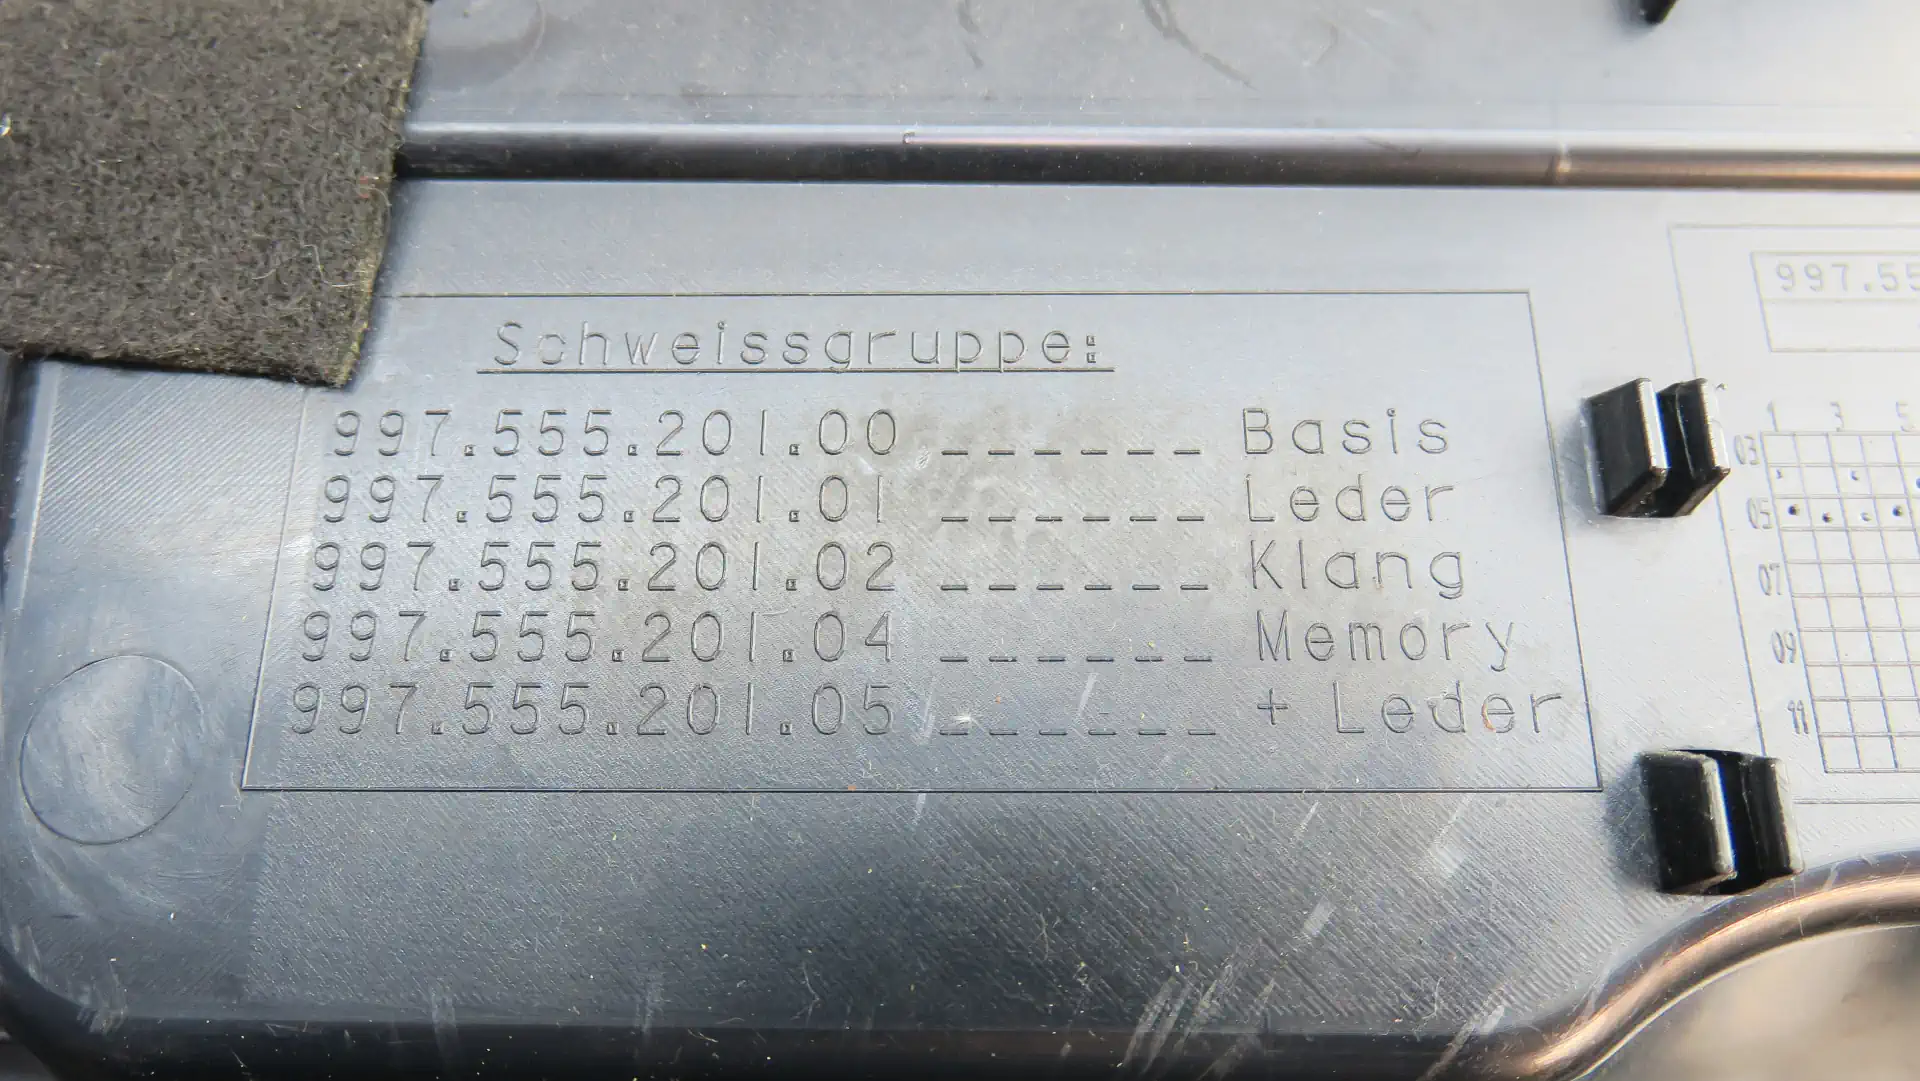 Schweissgruppe:
997.555.201.00 ______ Basis
997.555.201.01 ______ Leder
997.555.201.02 ______ Klang
997.555.201.04 ______ Memory
997.555.201.05 ______ + Leder
997.55
1 3 5
03
05
07
09
11